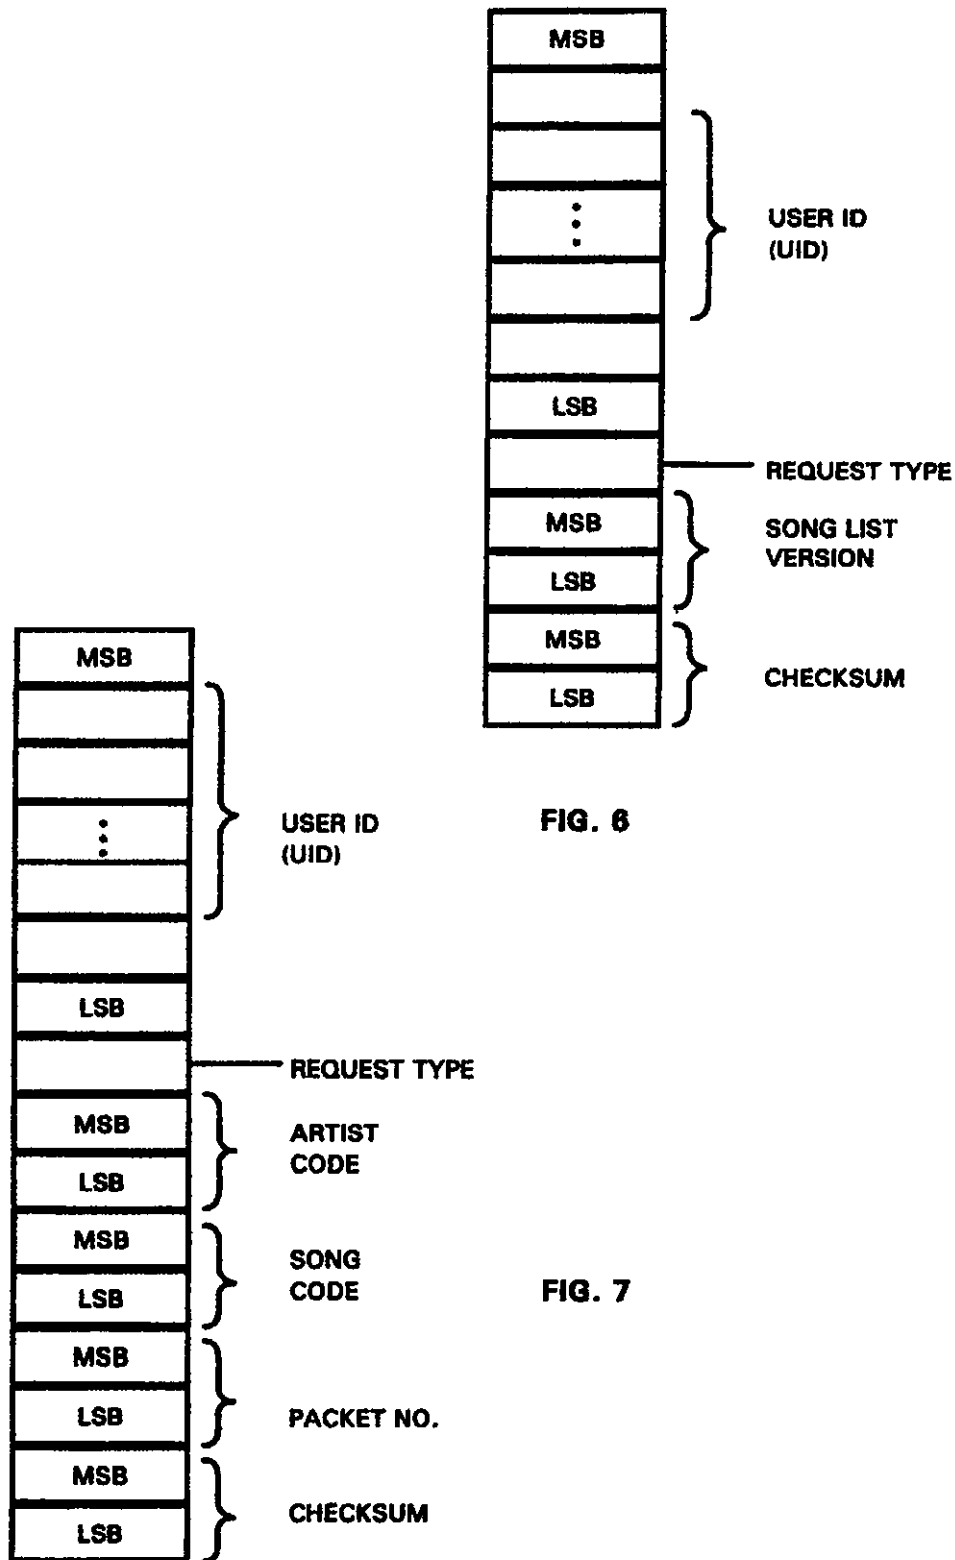 MSB
USER ID
(UID)
LSB
REQUEST TYPE
MSB
SONG LIST
VERSION
LSB
MSB
CHECKSUM
LSB
FIG. 6
MSB
USER ID
(UID)
LSB
REQUEST TYPE
MSB
ARTIST
CODE
LSB
MSB
SONG
CODE
LSB
FIG. 7
MSB
LSB
PACKET NO.
MSB
CHECKSUM
LSB